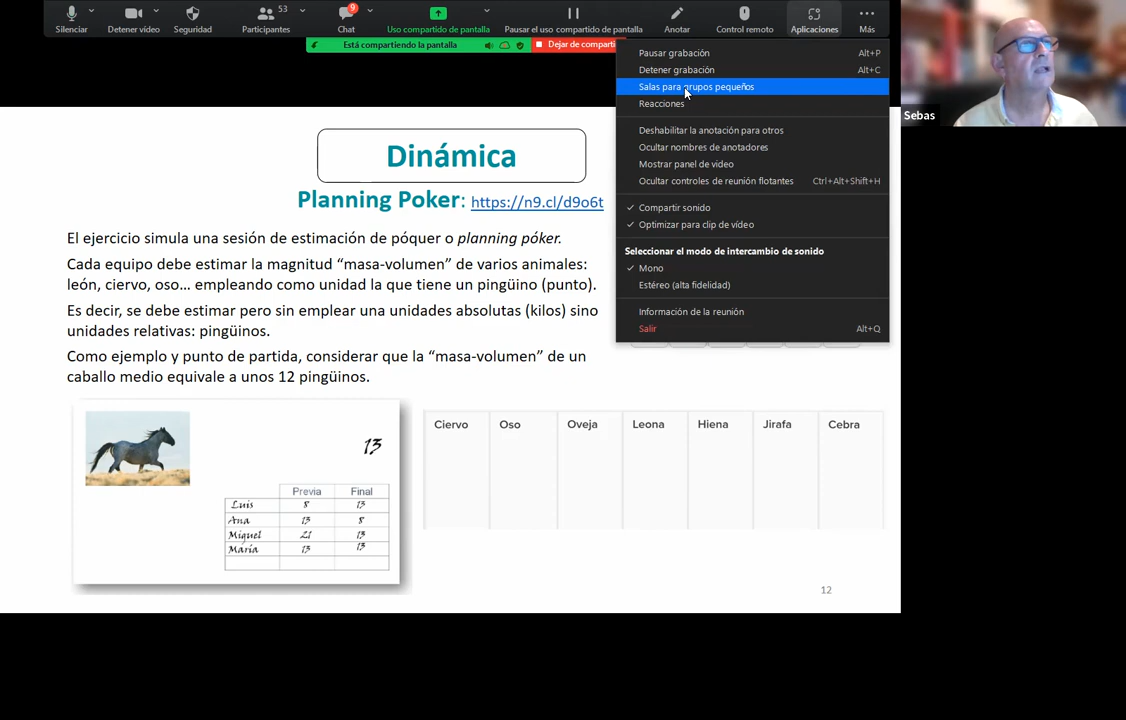 Silenciar
Detener vídeo
Seguridad
53
Participantes
9
Chat
Uso compartido de pantalla
Pausar el uso compartido de pantalla
Anotar
Control remoto
Aplicaciones
Más
Está compartiendo la pantalla
Dejar de comparti
Pausar grabación Alt+P
Detener grabación Alt+C
Salas para grupos pequeños
Reacciones
Deshabilitar la anotación para otros
Ocultar nombres de anotadores
Mostrar panel de video
Ocultar controles de reunión flotantes Ctrl+Alt+Shift+H
Compartir sonido
Optimizar para clip de vídeo
Seleccionar el modo de intercambio de sonido
Mono
Estéreo (alta fidelidad)
Información de la reunión
Salir Alt+Q
Sebas
Dinámica
Planning Poker: https://n9.cl/d9o6t
El ejercicio simula una sesión de estimación de póquer o planning póker.
Cada equipo debe estimar la magnitud “masa-volumen” de varios animales:
león, ciervo, oso... empleando como unidad la que tiene un pingüino (punto).
Es decir, se debe estimar pero sin emplear una unidades absolutas (kilos) sino
unidades relativas: pingüinos.
Como ejemplo y punto de partida, considerar que la “masa-volumen” de un
caballo medio equivale a unos 12 pingüinos.
13
Previa Final
Luis 8 13
Ana 13 8
Miguel 21 13
María 13 13
Ciervo Oso Oveja Leona Hiena Jirafa Cebra
12